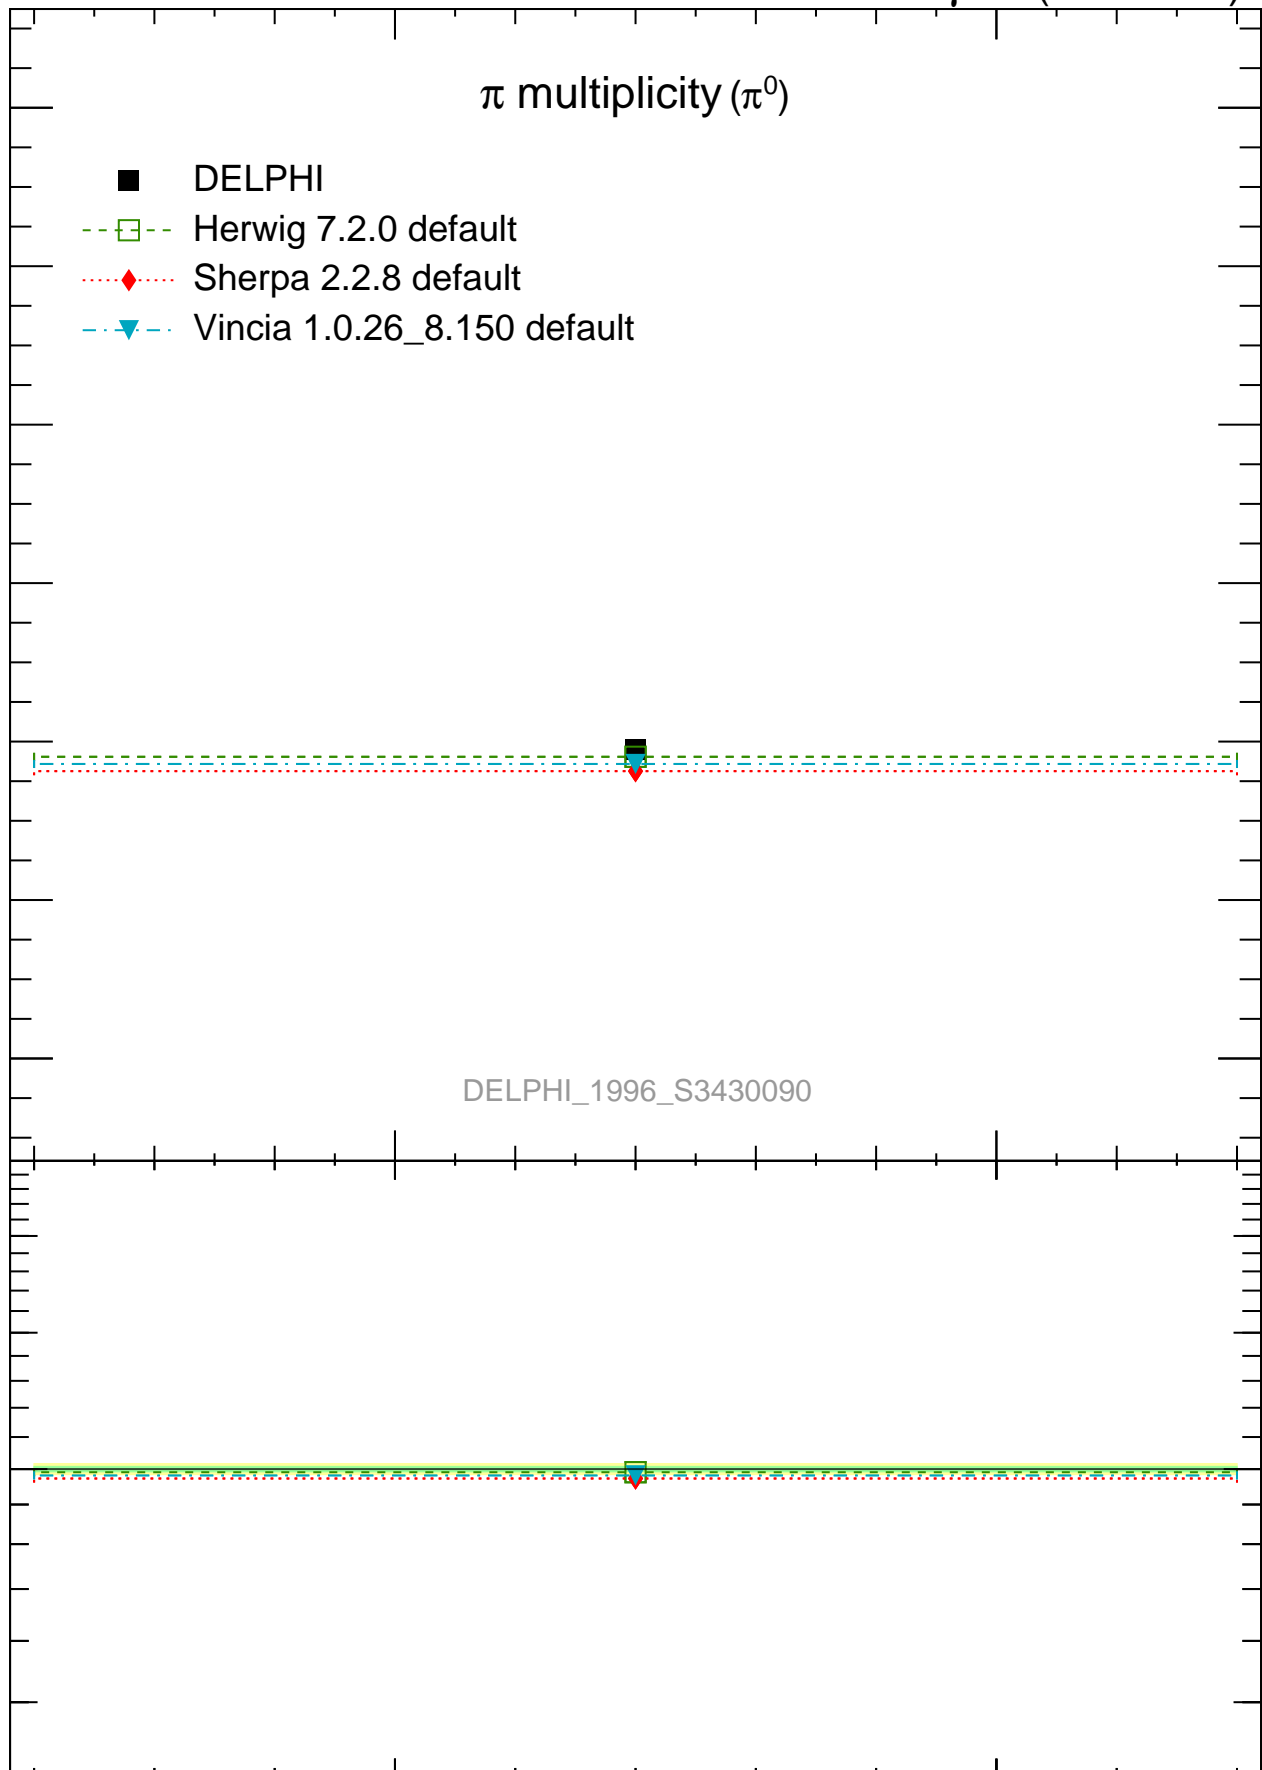 π multiplicity (π⁰)
DELPHI
Herwig 7.2.0 default
Sherpa 2.2.8 default
Vincia 1.0.26_8.150 default
DELPHI_1996_S3430090